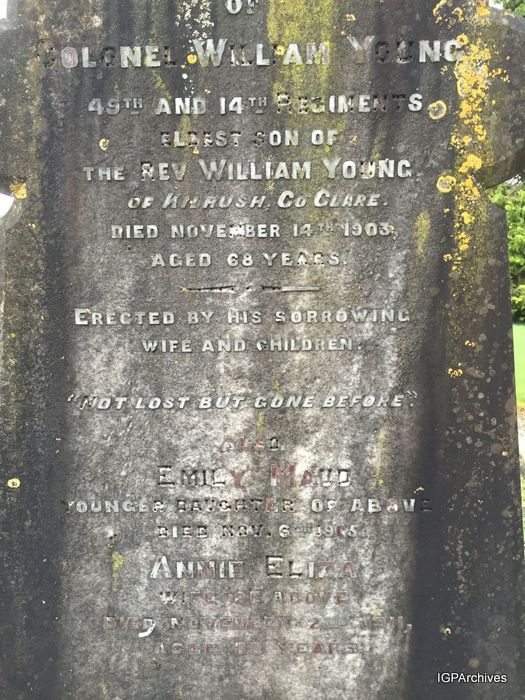 OF
COLONEL WILLIAM YOUNG
49TH AND 14TH REGIMENTS
ELDEST SON OF
THE REV WILLIAM YOUNG.
OF KILRUSH, CO CLARE.
DIED NOVEMBER 14TH 1903,
AGED 68 YEARS.
ERECTED BY HIS SORROWING
WIFE AND CHILDREN.
"NOT LOST BUT GONE BEFORE".
ALSO
EMILY MAUD
YOUNGER DAUGHTER OF ABOVE
DIED NOV. 6TH 1905.
ANNIE ELIZA
WIFE OF ABOVE
DIED NOVEMBER 1911,
AGED YEARS.
IGPArchives